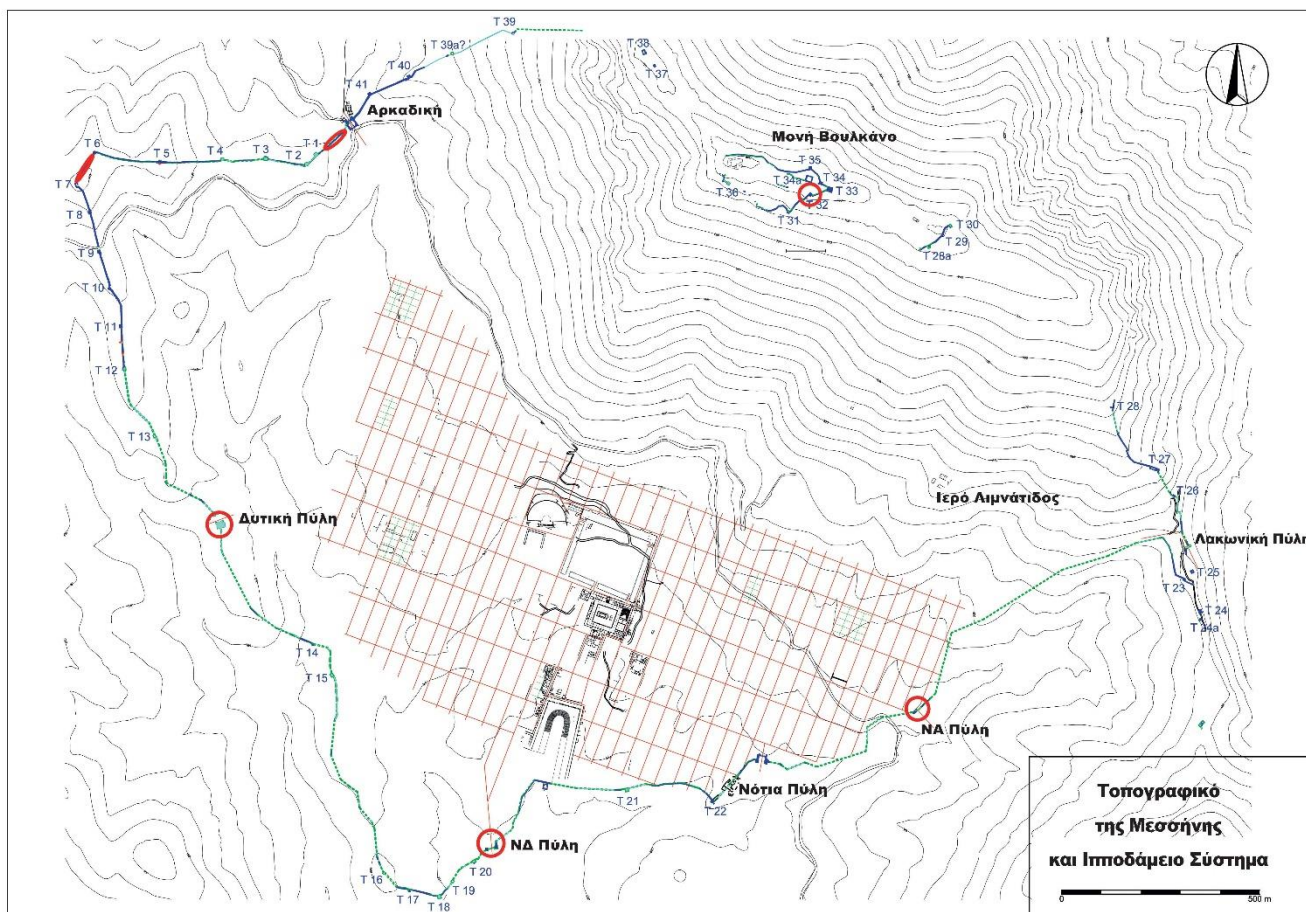 T 39
T 39a?
T 38
T 37
T 40
T 41
Αρκαδική
Μονή Βουλκάνο
T 6
T 5
T 4
T 3
T 2
T 1
T 35
T 34a
T 34
T 33
T 7
T 36
T 32
T 8
T 31
T 30
T 29
T 28a
T 9
T 10
T 11
T 12
T 28
T 13
T 27
T 26
Ιερό Λιμνάτιδος
Δυτική Πύλη
Λακωνική Πύλη
T 25
T 23
T 24
T 24a
T 14
T 15
ΝΑ Πύλη
Νότια Πύλη
T 21
T 22
ΝΔ Πύλη
T 20
T 16
T 19
T 17
T 18
Τοπογραφικό
της Μεσσήνης
και Ιπποδάμειο Σύστημα
0
500 m